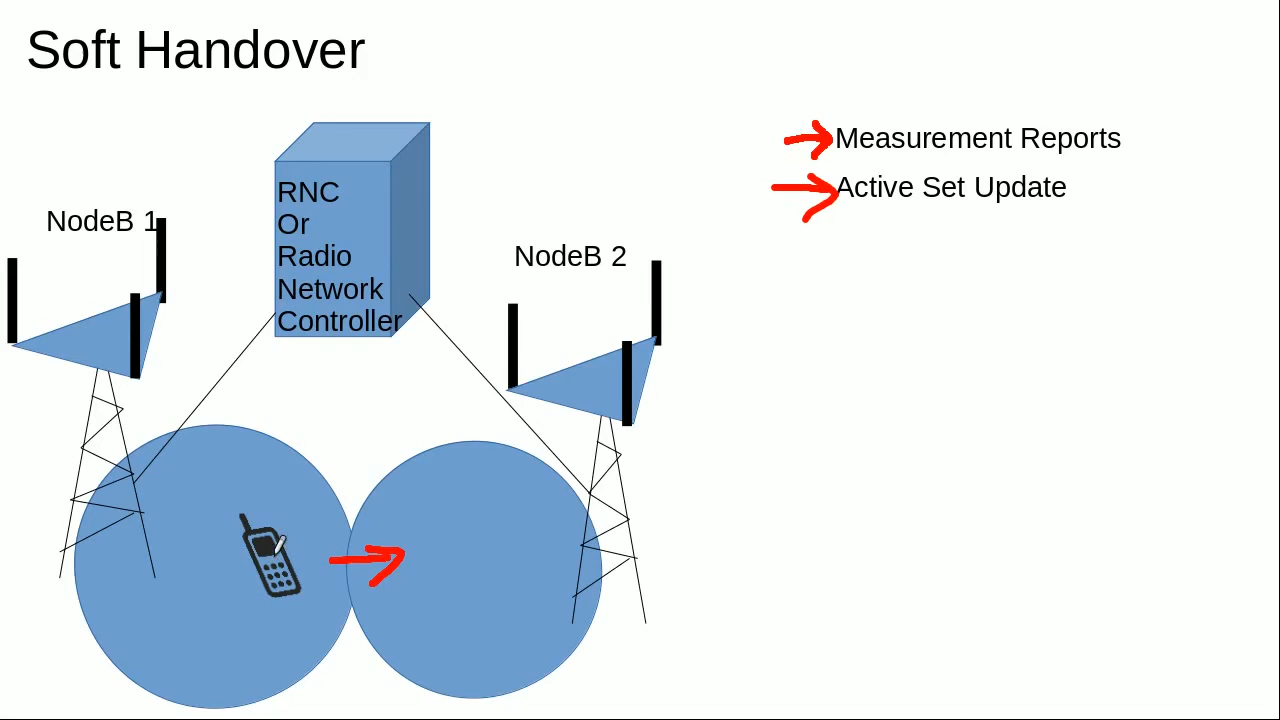 Soft Handover
Measurement Reports
Active Set Update
RNC
Or
Radio
Network
Controller
NodeB 1
NodeB 2